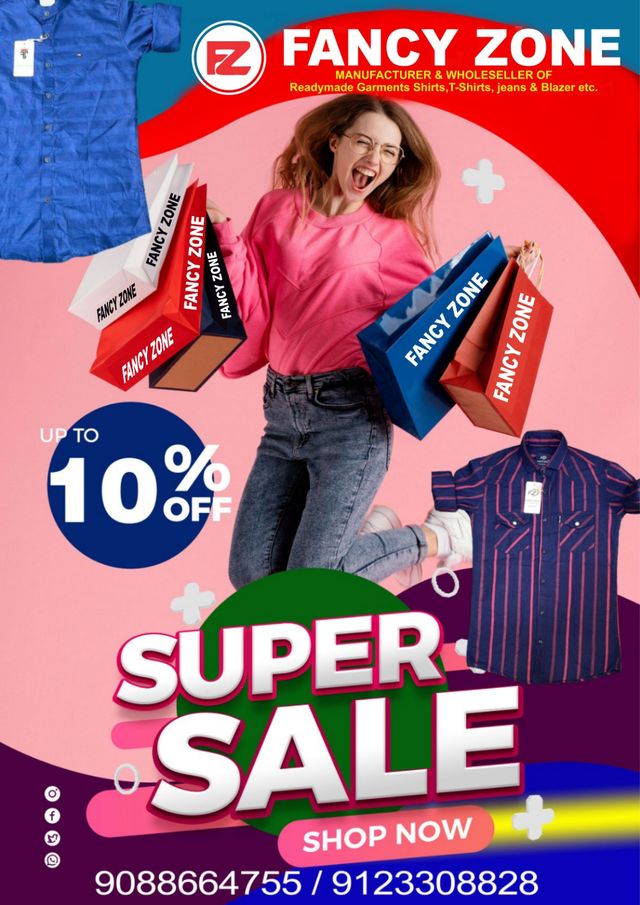 FZ
FANCY ZONE
MANUFACTURER & WHOLESELLER OF
Readymade Garments Shirts,T-Shirts, jeans & Blazer etc.
FANCY ZONE
FANCY ZONE
FANCY ZONE
FANCY ZONE
FANCY ZONE
FANCY ZONE
FANCY ZONE
UP TO
10% OFF
SUPER
SALE
SHOP NOW
9088664755 / 9123308828